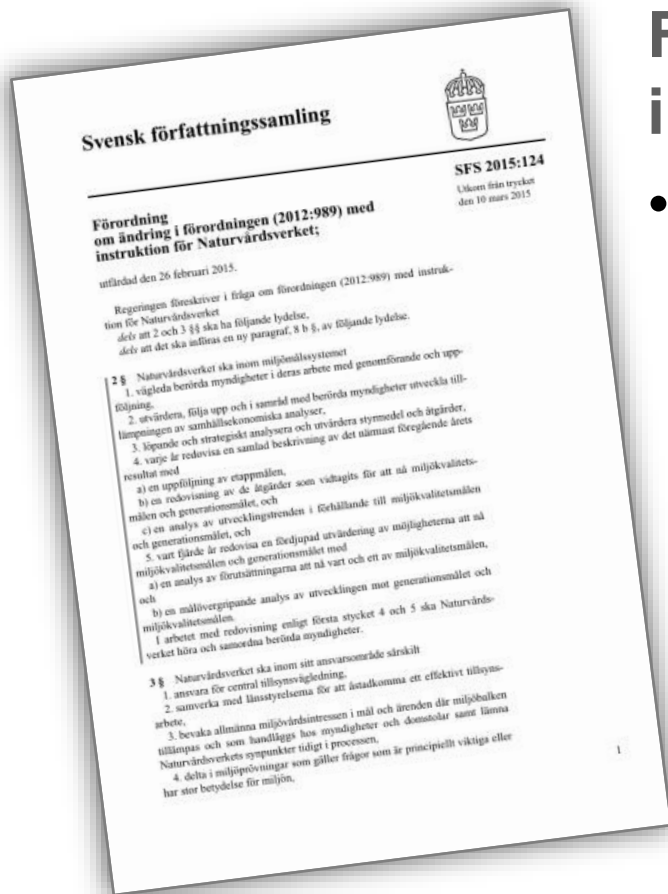 Svensk författningssamling
SFS 2015:124
Utkom från trycket
den 10 mars 2015
Förordning
om ändring i förordningen (2012:989) med
instruktion för Naturvårdsverket;
utfärdad den 26 februari 2015.
Regeringen föreskriver i fråga om förordningen (2012:989) med instruk-
tion för Naturvårdsverket
dels att 2 och 3 §§ ska ha följande lydelse,
dels att det ska införas en ny paragraf, 8 b §, av följande lydelse.
2 § Naturvårdsverket ska inom miljömålssystemet
1. vägleda berörda myndigheter i deras arbete med genomförande och upp-
följning,
2. utvärdera, följa upp och i samråd med berörda myndigheter utveckla till-
lämpningen av samhällsekonomiska analyser,
3. löpande och strategiskt analysera och utvärdera styrmedel och åtgärder,
4. varje år redovisa en samlad beskrivning av det närmast föregående årets
resultat med
a) en uppföljning av etappmålen,
b) en redovisning av de åtgärder som vidtagits för att nå miljökvalitets-
målen och generationsmålet, och
c) en analys av utvecklingstrenden i förhållande till miljökvalitetsmålen
och generationsmålet, och
5. vart fjärde år redovisa en fördjupad utvärdering av möjligheterna att nå
miljökvalitetsmålen och generationsmålet med
a) en analys av förutsättningarna att nå vart och ett av miljökvalitetsmålen,
och
b) en målövergripande analys av utvecklingen mot generationsmålet och
miljökvalitetsmålen.
I arbetet med redovisning enligt första stycket 4 och 5 ska Naturvårds-
verket höra och samordna berörda myndigheter.
3 § Naturvårdsverket ska inom sitt ansvarsområde särskilt
1. ansvara för central tillsynsvägledning,
2. samverka med länsstyrelserna för att åstadkomma ett effektivt tillsyns-
arbete,
3. bevaka allmänna miljövårdsintressen i mål och ärenden där miljöbalken
tillämpas och som handläggs hos myndigheter och domstolar samt lämna
Naturvårdsverkets synpunkter tidigt i processen,
4. delta i miljöprövningar som gäller frågor som är principiellt viktiga eller
har stor betydelse för miljön,
1